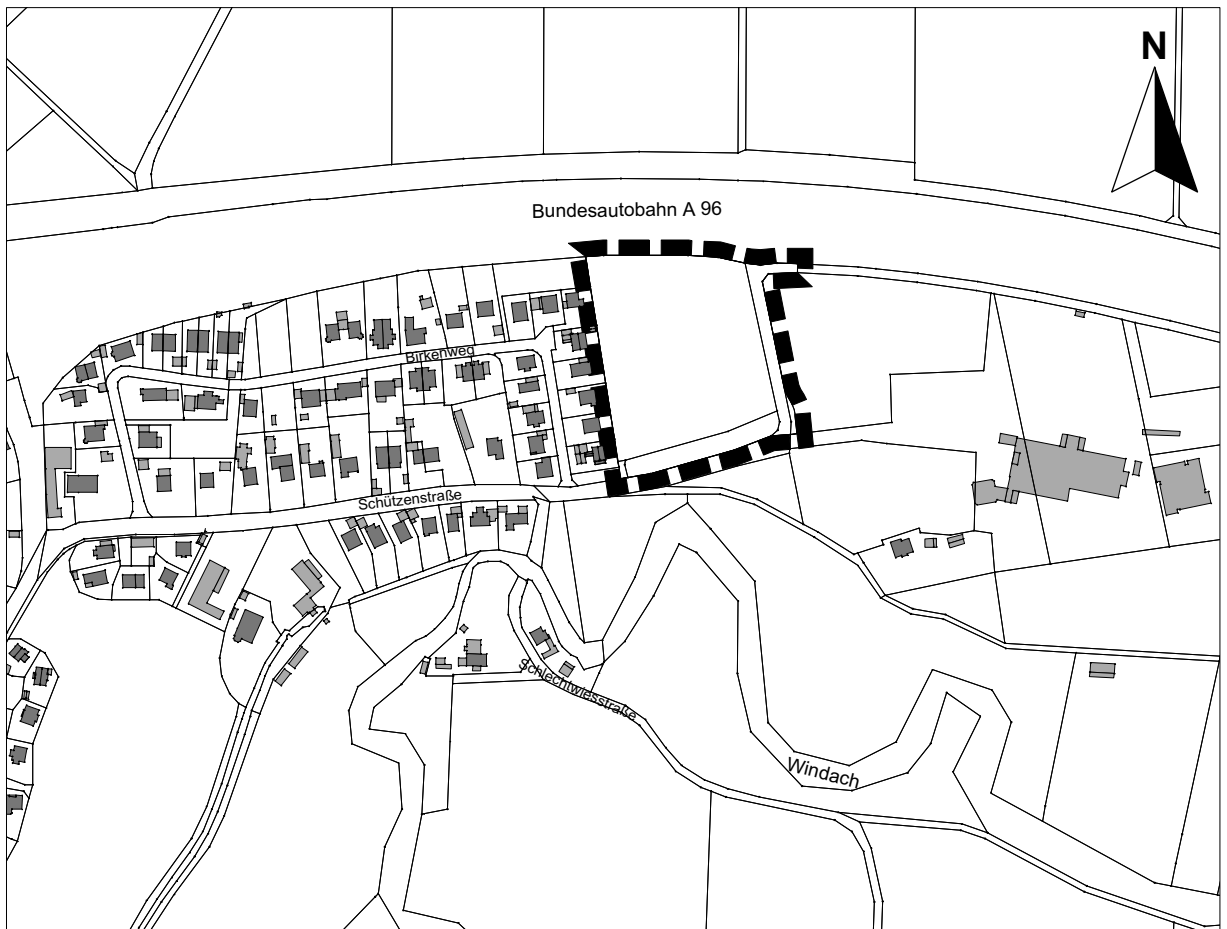 N
Bundesautobahn A 96
Birkenweg
Schützenstraße
Schlechtwiesstraße
Windach